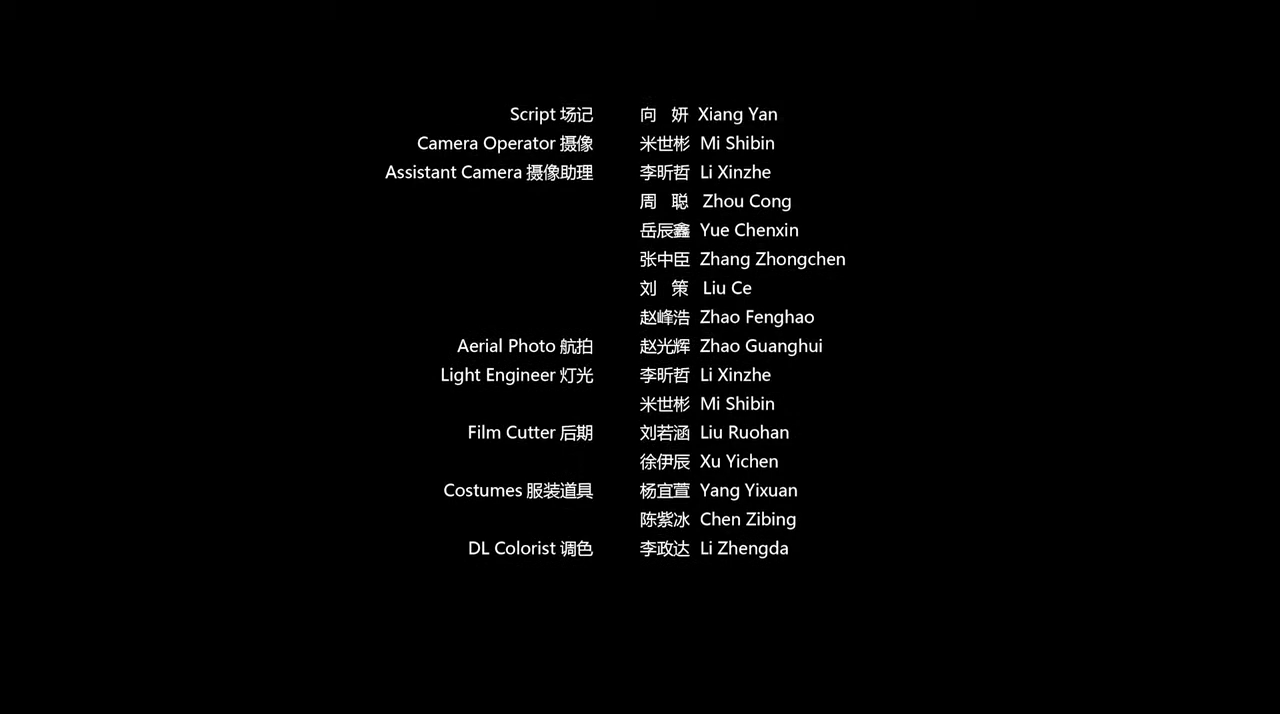 Script 场记 向 妍 Xiang Yan
Camera Operator 摄像 米世彬 Mi Shibin
Assistant Camera 摄像助理 李昕哲 Li Xinzhe
周 聪 Zhou Cong
岳辰鑫 Yue Chenxin
张中臣 Zhang Zhongchen
刘 策 Liu Ce
赵峰浩 Zhao Fenghao
Aerial Photo 航拍 赵光辉 Zhao Guanghui
Light Engineer 灯光 李昕哲 Li Xinzhe
米世彬 Mi Shibin
Film Cutter 后期 刘若涵 Liu Ruohan
徐伊辰 Xu Yichen
Costumes 服装道具 杨宜萱 Yang Yixuan
陈紫冰 Chen Zibing
DL Colorist 调色 李政达 Li Zhengda